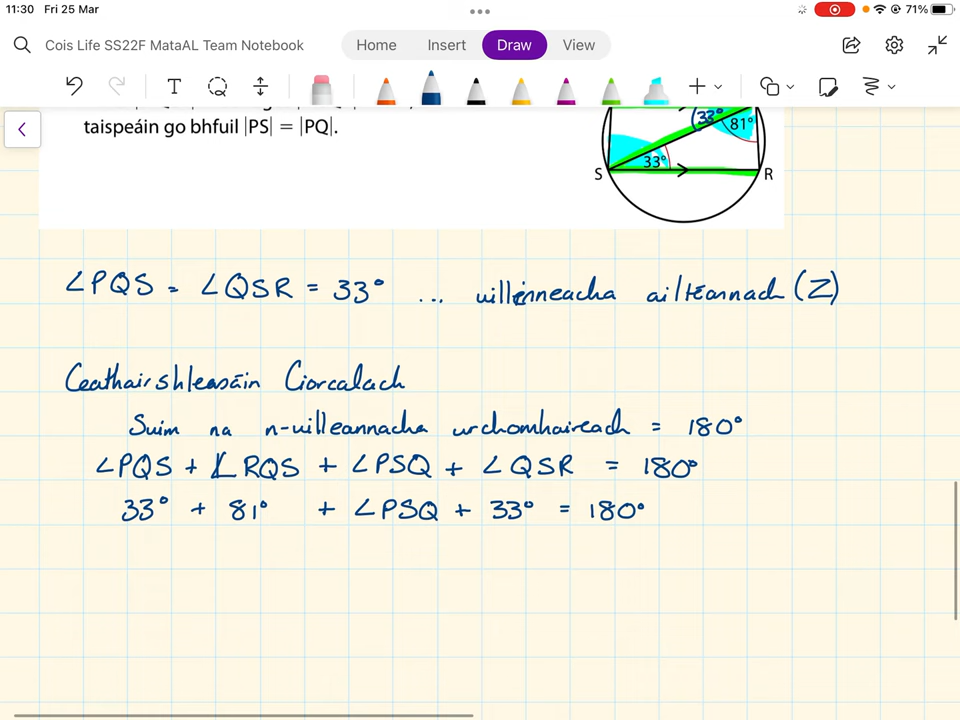 11:30 Fri 25 Mar
71%
Cois Life SS22F MataAL Team Notebook
Home Insert Draw View
taispeáin go bhfuil |PS| = |PQ|.
33°
81°
33°
S
R
∠PQS = ∠QSR = 33° ... uillinneacha ailtéannach (Z)
Ceathairshleasáin Ciorcalach
Suim na n-uilleannacha urchomhaireach = 180°
∠PQS + ∠RQS + ∠PSQ + ∠QSR = 180°
33° + 81° + ∠PSQ + 33° = 180°